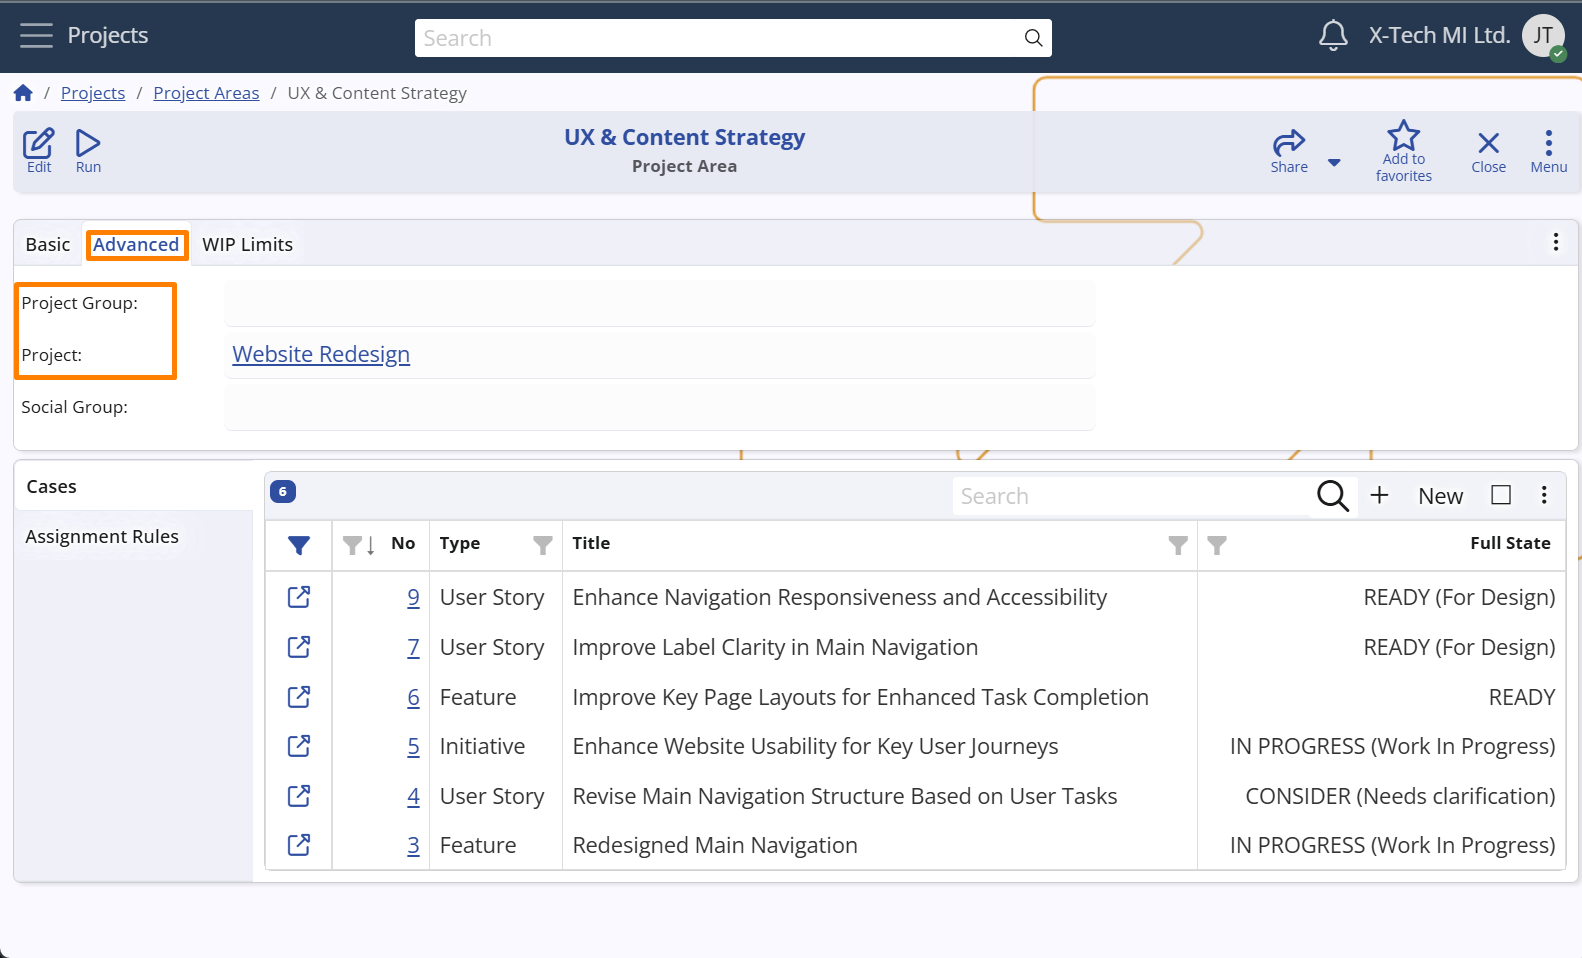 Projects
Search
X-Tech MI Ltd.
JT
/ Projects / Project Areas / UX & Content Strategy
Edit
Run
UX & Content Strategy
Project Area
Share
Add to
favorites
Close
Menu
Basic
Advanced
WIP Limits
Project Group:
Project:
Website Redesign
Social Group:
Cases
Assignment Rules
6
Search
New
No Type Title Full State
9 User Story Enhance Navigation Responsiveness and Accessibility READY (For Design)
7 User Story Improve Label Clarity in Main Navigation READY (For Design)
6 Feature Improve Key Page Layouts for Enhanced Task Completion READY
5 Initiative Enhance Website Usability for Key User Journeys IN PROGRESS (Work In Progress)
4 User Story Revise Main Navigation Structure Based on User Tasks CONSIDER (Needs clarification)
3 Feature Redesigned Main Navigation IN PROGRESS (Work In Progress)